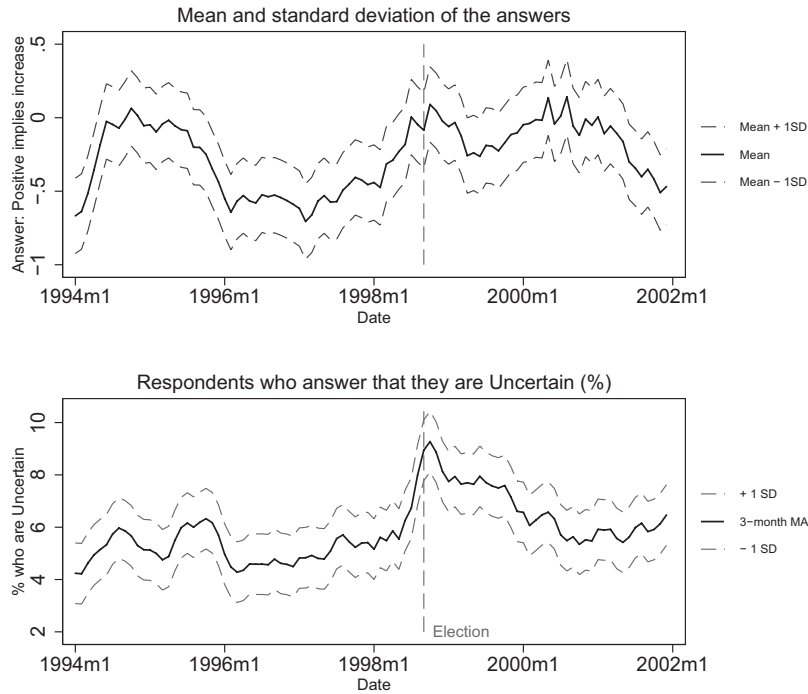 Mean and standard deviation of the answers
Answer: Positive implies increase
.5
0
−.5
−1
1994m1 1996m1 1998m1 2000m1 2002m1
Date
Mean + 1SD
Mean
Mean − 1SD
Respondents who answer that they are Uncertain (%)
% who are Uncertain
10
8
6
4
2
Election
1994m1 1996m1 1998m1 2000m1 2002m1
Date
+ 1 SD
3−month MA
− 1 SD